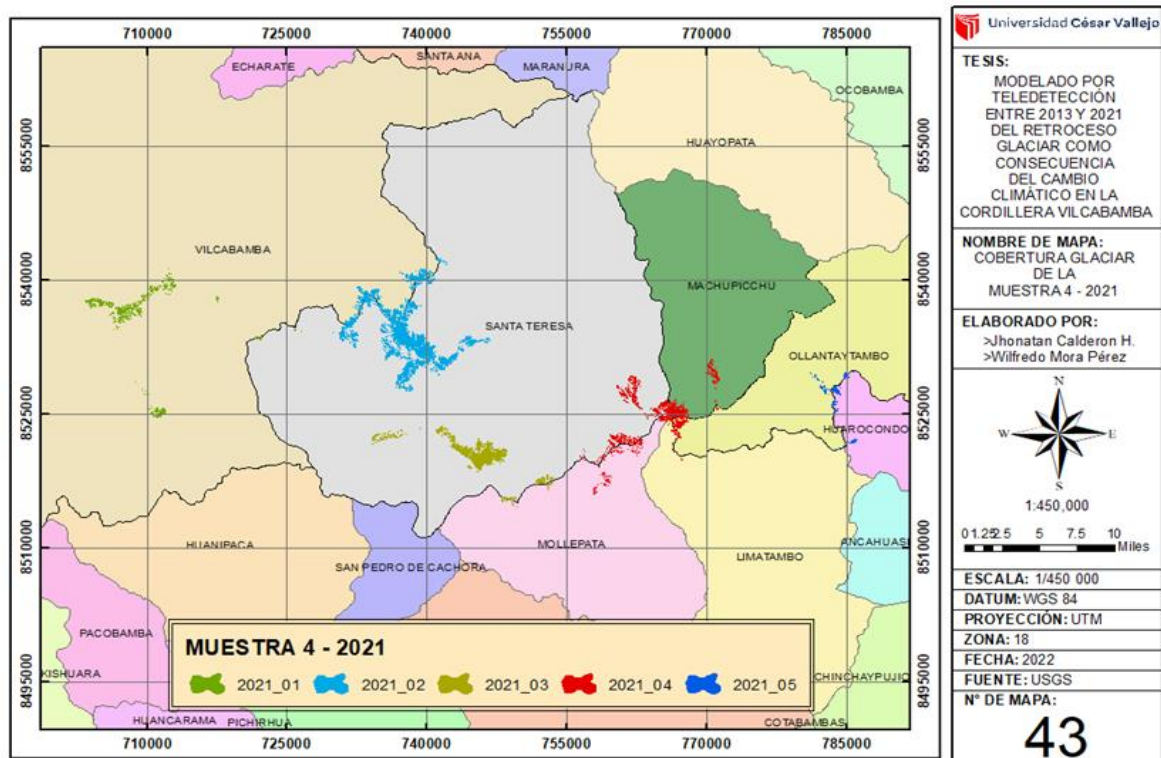 710000 725000 740000 755000 770000 785000
ECHARATE
SANTA ANA
MARANURA
OCOBAMBA
8555000
8555000
HUAYOPATA
VILCABAMBA
8540000
8540000
MACHUPICCHU
SANTA TERESA
OLLANTAYTAMBO
8525000
8525000
HUAROCONDO
8510000
8510000
HUANIPACA
MOLLEPATA
LIMATAMBO
ANCAHUASI
SAN PEDRO DE CACHORA
PACOBAMBA
KISHUARA
CHINCHAYPUJIO
8495000
8495000
MUESTRA 4 - 2021
2021_01 2021_02 2021_03 2021_04 2021_05
HUANCARAMA
PICHIRHUA
COTABAMBAS
710000 725000 740000 755000 770000 785000
Universidad César Vallejo
TESIS:
MODELADO POR
TELEDETECCIÓN
ENTRE 2013 Y 2021
DEL RETROCESO
GLACIAR COMO
CONSECUENCIA
DEL CAMBIO
CLIMÁTICO EN LA
CORDILLERA VILCABAMBA
NOMBRE DE MAPA:
COBERTURA GLACIAR
DE LA
MUESTRA 4 - 2021
ELABORADO POR:
>Jhonatan Calderon H.
>Wilfredo Mora Pérez
N
W E
S
1:450,000
0 1.25 2.5 5 7.5 10
Miles
ESCALA: 1/450 000
DATUM: WGS 84
PROYECCIÓN: UTM
ZONA: 18
FECHA: 2022
FUENTE: USGS
N° DE MAPA:
43